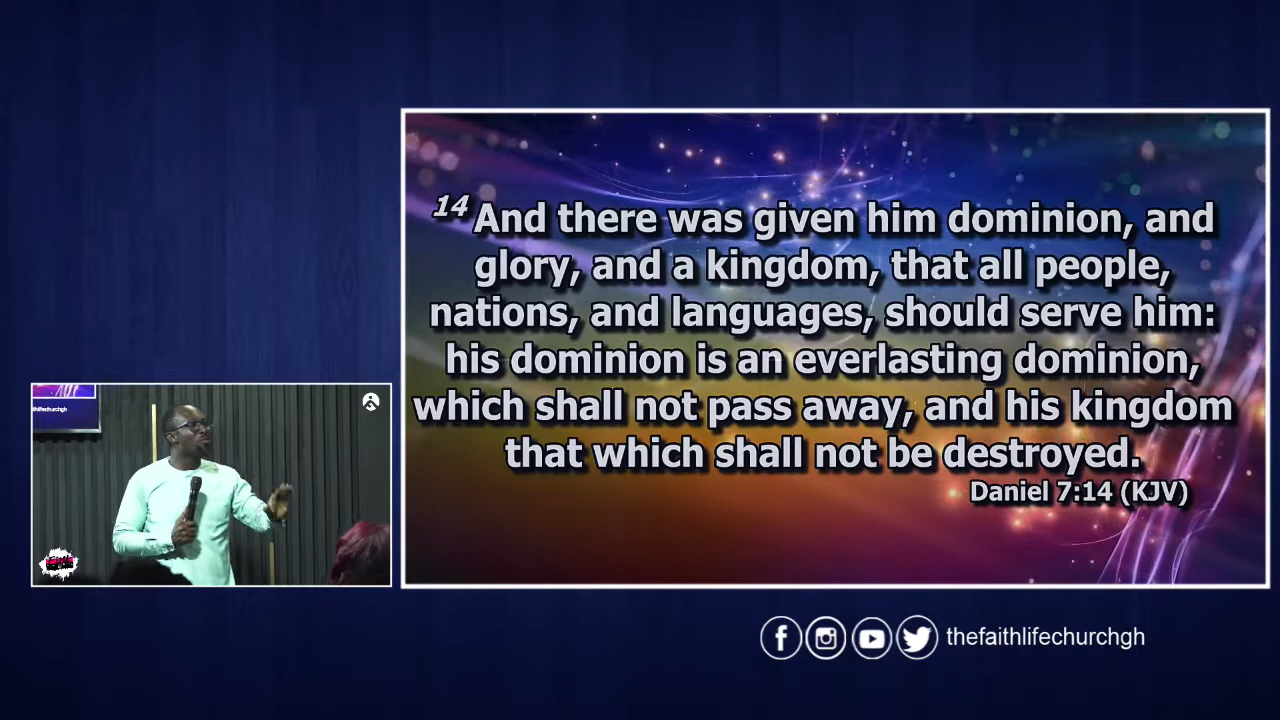 14 And there was given him dominion, and
glory, and a kingdom, that all people,
nations, and languages, should serve him:
his dominion is an everlasting dominion,
which shall not pass away, and his kingdom
that which shall not be destroyed.
Daniel 7:14 (KJV)
ithlifechurchgh
thefaithlifechurchgh